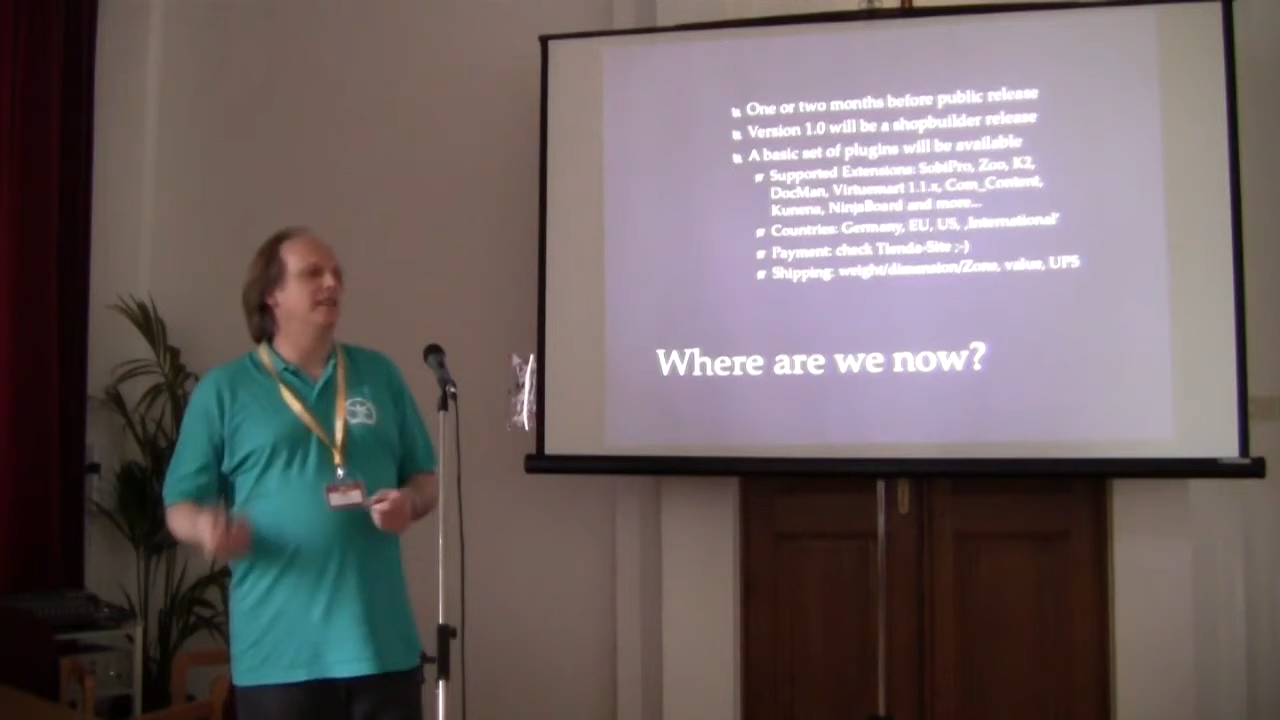 One or two months before public release
Version 1.0 will be a shopbuilder release
A basic set of plugins will be available
Supported Extensions: SobiPro, Zoo, K2,
DocMan, Virtuemart 1.1.x, Com_Content,
Kunena, NinjaBoard and more...
Countries: Germany, EU, US, ‚International'
Payment: check Tienda-Site ;-)
Shipping: weight/dimension/Zone, value, UPS
Where are we now?